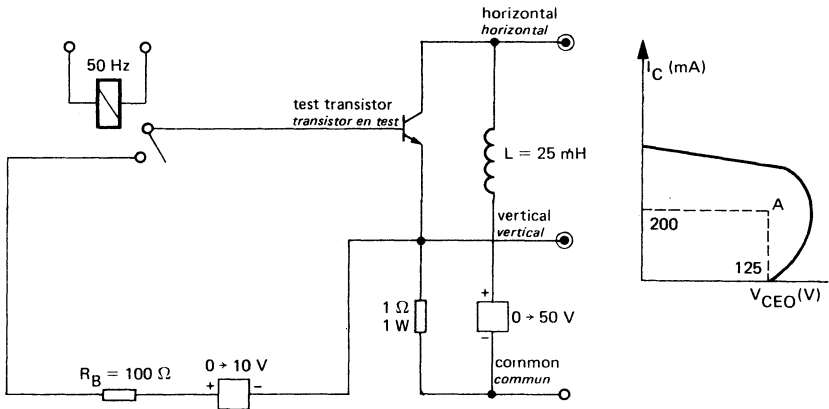 horizontal
horizontal
50 Hz
test transistor
transistor en test
L = 25 mH
vertical
vertical
1 Ω
1 W
+
0 → 50 V
−
common
commun
R_B = 100 Ω
0 → 10 V
+ −
I_C (mA)
A
200
125
V_CEO (V)